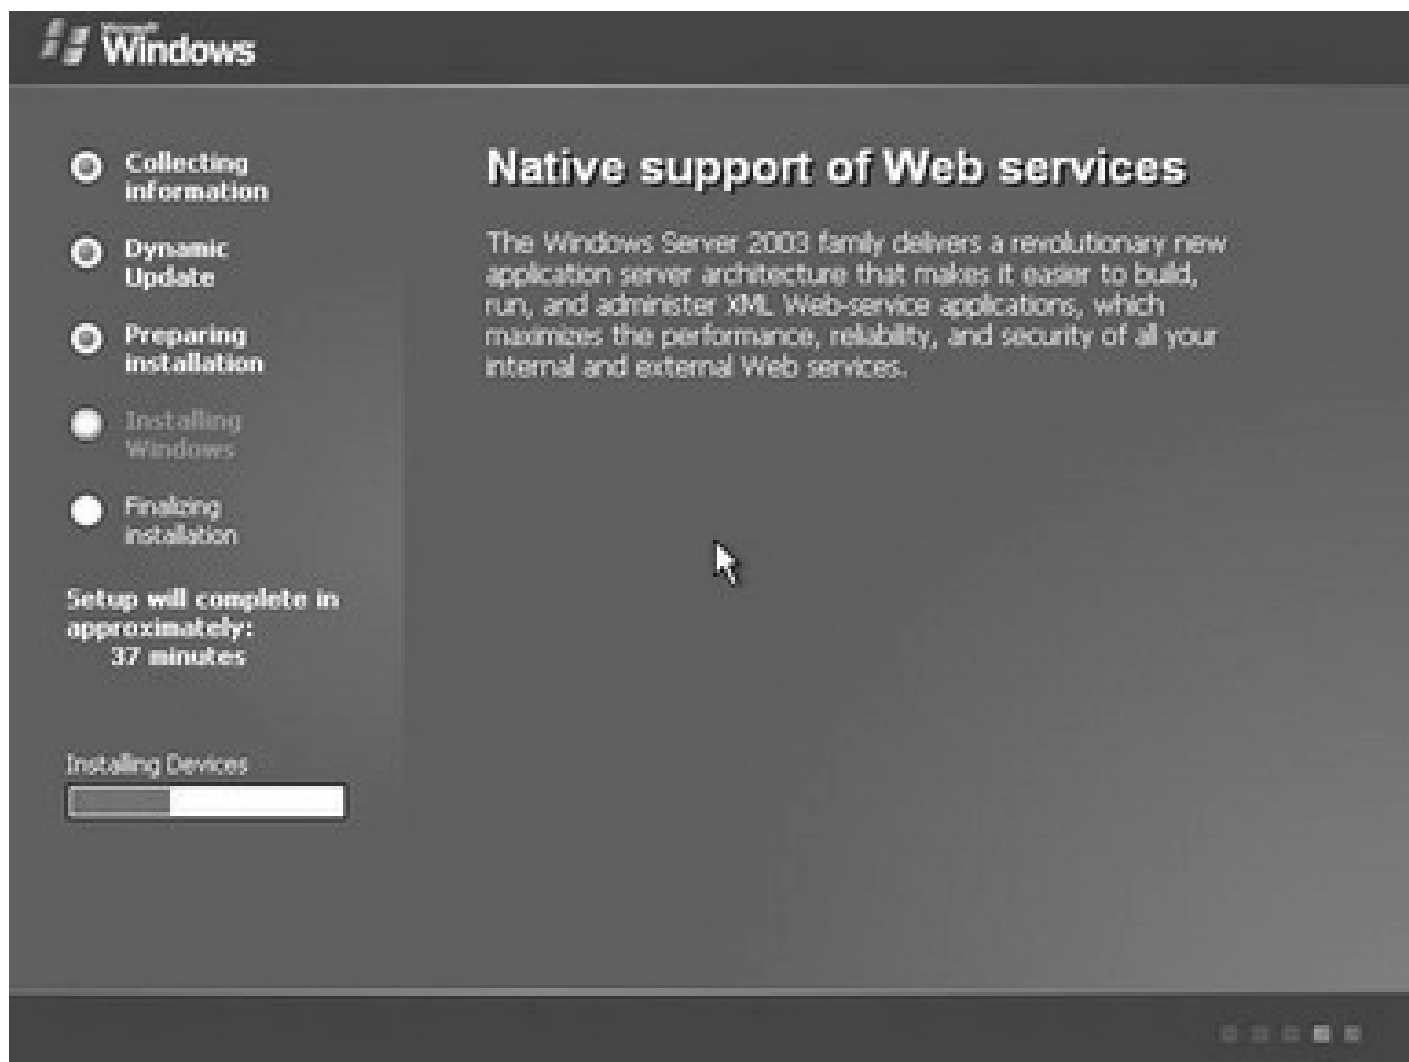 Microsoft
Windows
Collecting
information
Dynamic
Update
Preparing
installation
Installing
Windows
Finalizing
installation
Setup will complete in
approximately:
37 minutes
Installing Devices
Native support of Web services
The Windows Server 2003 family delivers a revolutionary new
application server architecture that makes it easier to build,
run, and administer XML Web-service applications, which
maximizes the performance, reliability, and security of all your
internal and external Web services.